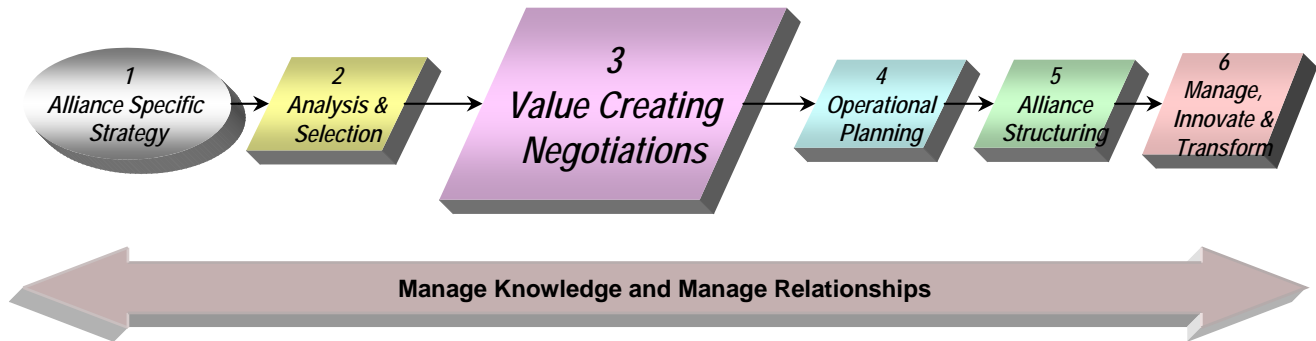 1
Alliance Specific
Strategy
2
Analysis &
Selection
3
Value Creating
Negotiations
4
Operational
Planning
5
Alliance
Structuring
6
Manage,
Innovate &
Transform
Manage Knowledge and Manage Relationships